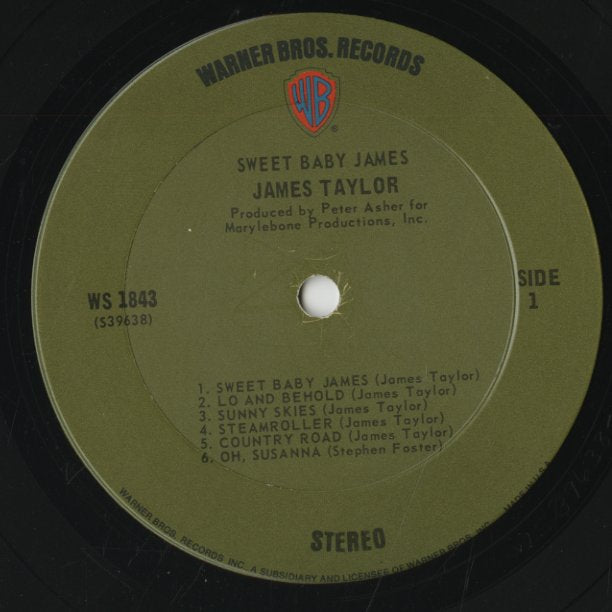 WARNER BROS. RECORDS
WB
®
SWEET BABY JAMES
JAMES TAYLOR
Produced by Peter Asher for
Marylebone Productions, Inc.
WS 1843
(S39638)
SIDE
1
1. SWEET BABY JAMES (James Taylor)
2. LO AND BEHOLD (James Taylor)
3. SUNNY SKIES (James Taylor)
4. STEAMROLLER (James Taylor)
5. COUNTRY ROAD (James Taylor)
6. OH, SUSANNA (Stephen Foster)
STEREO
WARNER BROS. RECORDS INC. A SUBSIDIARY AND LICENSEE OF WARNER BROS. INC. MADE IN U.S.A.